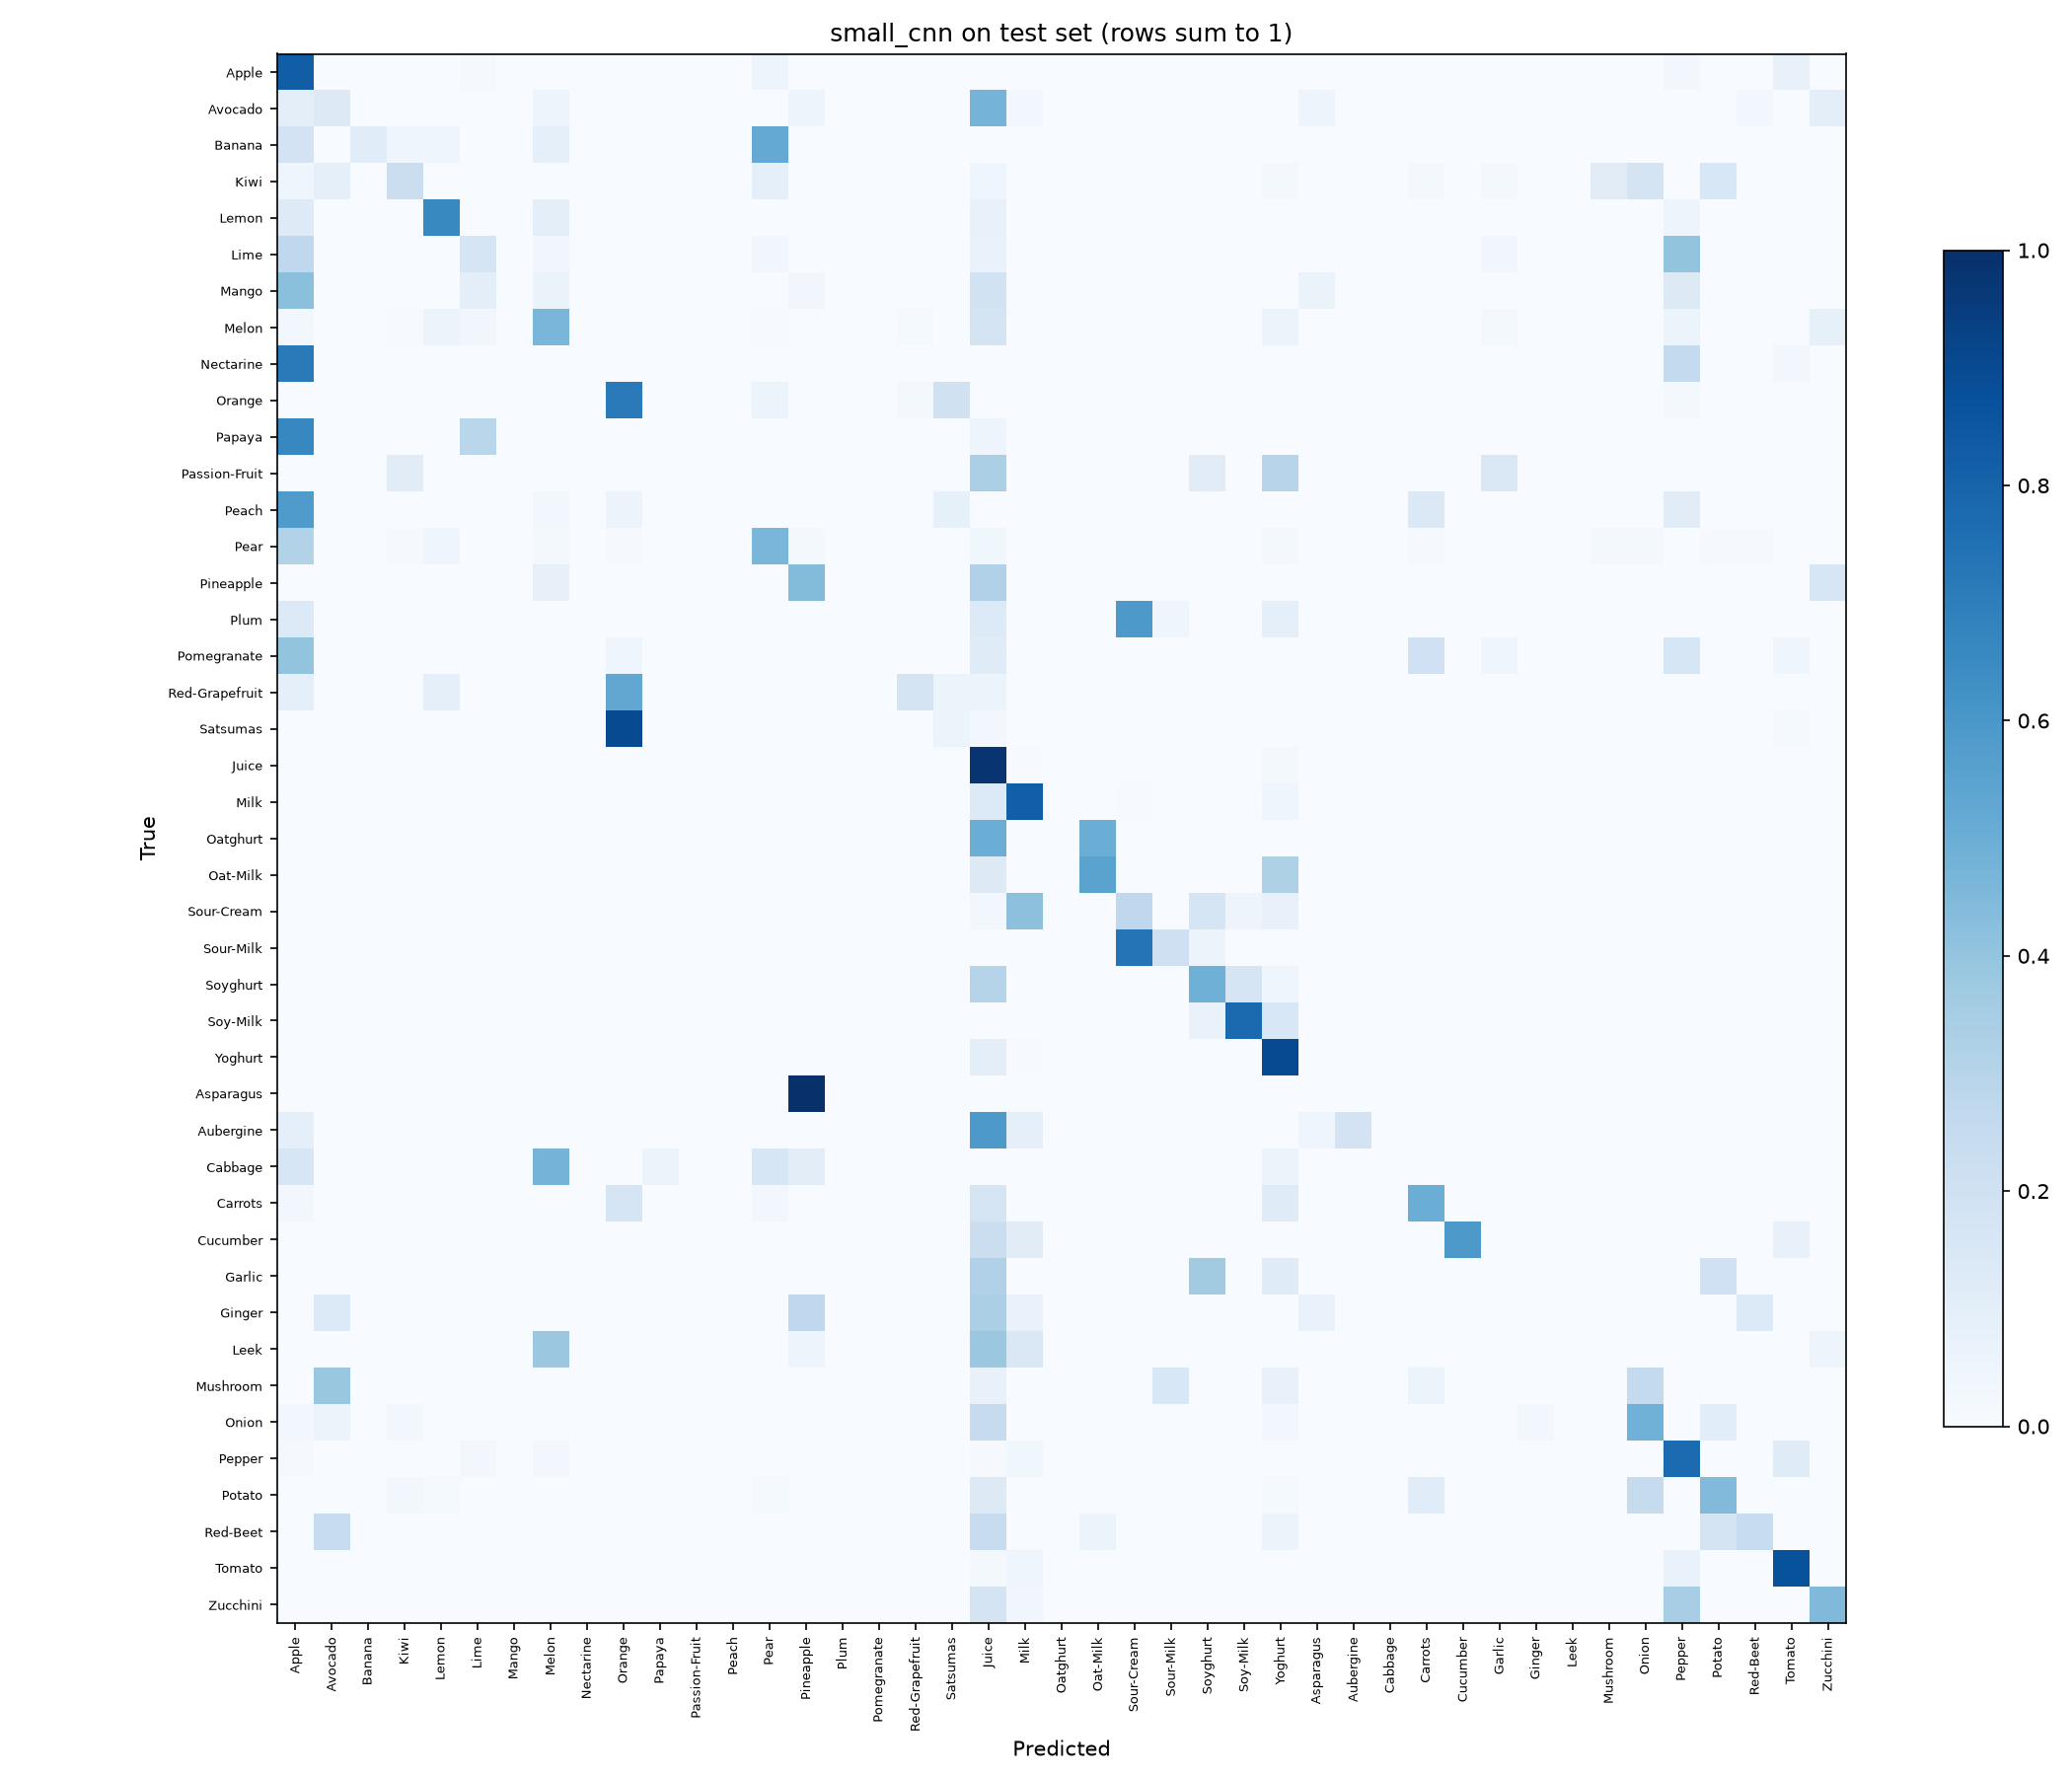 small_cnn on test set (rows sum to 1)
True
Apple
Avocado
Banana
Kiwi
Lemon
Lime
Mango
Melon
Nectarine
Orange
Papaya
Passion-Fruit
Peach
Pear
Pineapple
Plum
Pomegranate
Red-Grapefruit
Satsumas
Juice
Milk
Oatghurt
Oat-Milk
Sour-Cream
Sour-Milk
Soyghurt
Soy-Milk
Yoghurt
Asparagus
Aubergine
Cabbage
Carrots
Cucumber
Garlic
Ginger
Leek
Mushroom
Onion
Pepper
Potato
Red-Beet
Tomato
Zucchini
Apple
Avocado
Banana
Kiwi
Lemon
Lime
Mango
Melon
Nectarine
Orange
Papaya
Passion-Fruit
Peach
Pear
Pineapple
Plum
Pomegranate
Red-Grapefruit
Satsumas
Juice
Milk
Oatghurt
Oat-Milk
Sour-Cream
Sour-Milk
Soyghurt
Soy-Milk
Yoghurt
Asparagus
Aubergine
Cabbage
Carrots
Cucumber
Garlic
Ginger
Leek
Mushroom
Onion
Pepper
Potato
Red-Beet
Tomato
Zucchini
Predicted
1.0
0.8
0.6
0.4
0.2
0.0